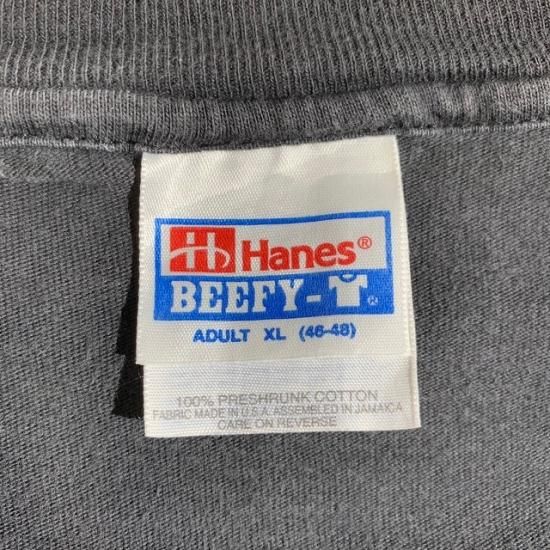 Hanes®
BEEFY-T®
ADULT XL (46-48)
100% PRESHRUNK COTTON
FABRIC MADE IN U.S.A. ASSEMBLED IN JAMAICA
CARE ON REVERSE